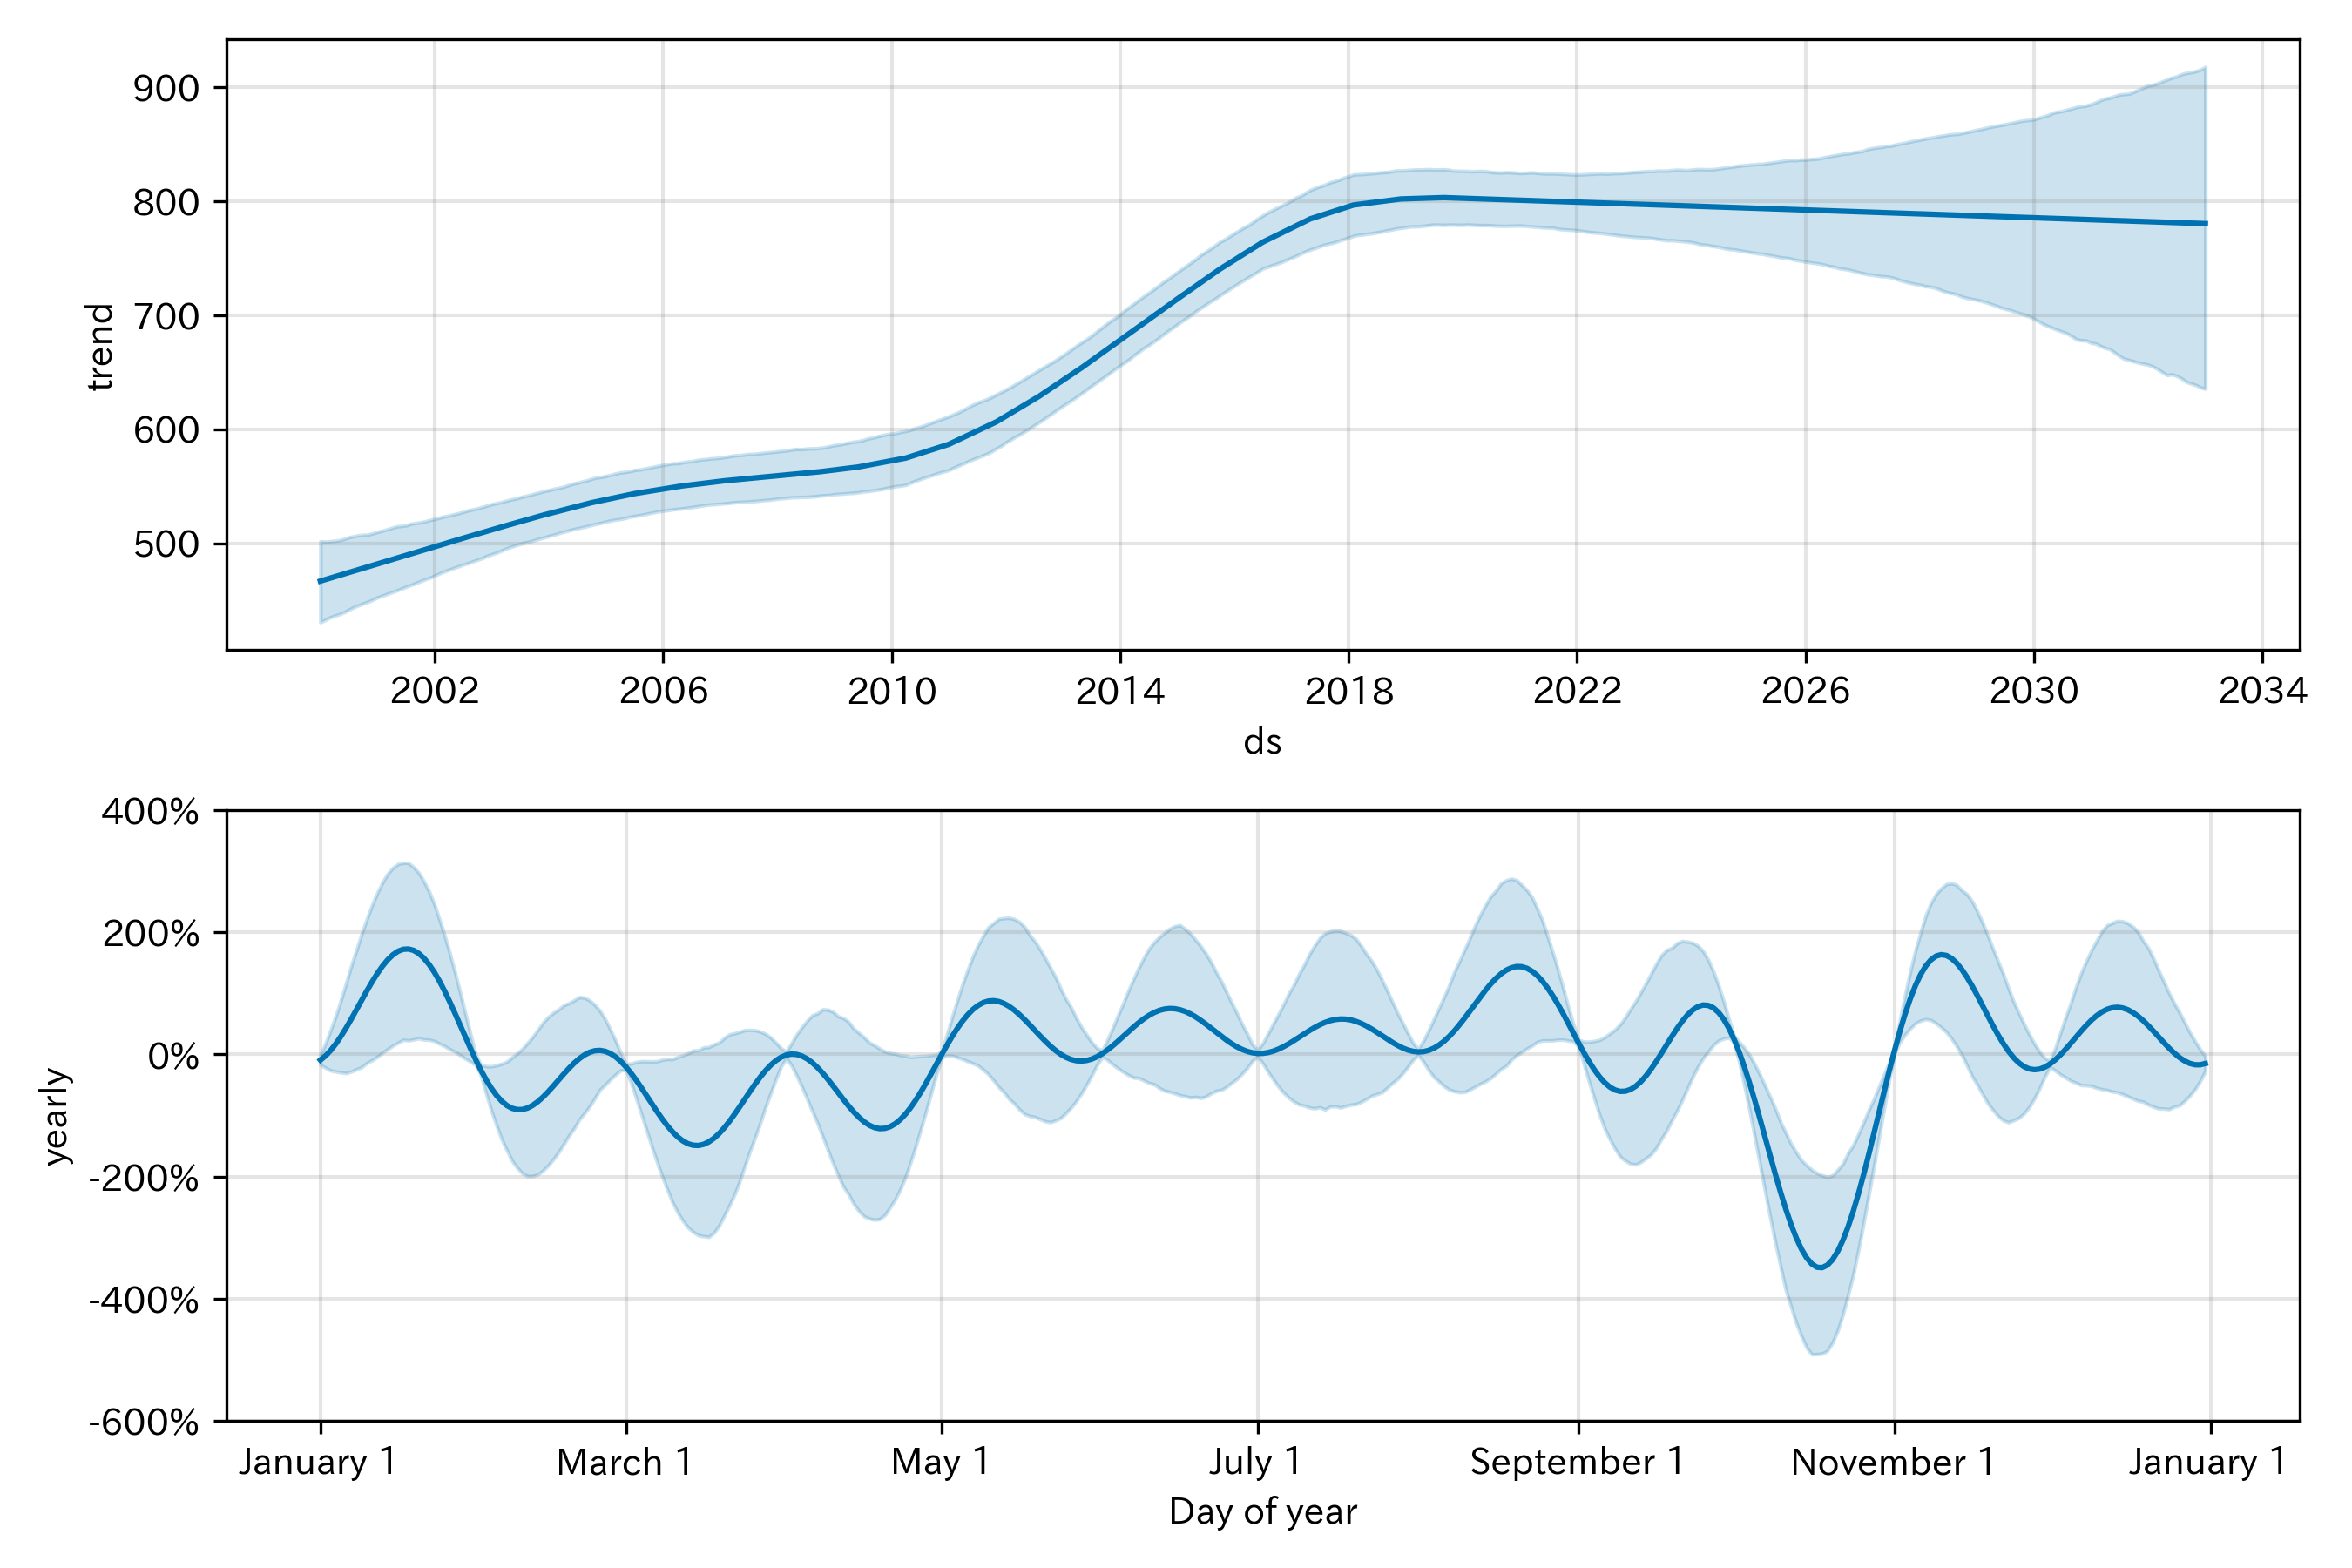 900
800
700
600
500
trend
2002 2006 2010 2014 2018 2022 2026 2030 2034
ds
400%
200%
0%
-200%
-400%
-600%
yearly
January 1 March 1 May 1 July 1 September 1 November 1 January 1
Day of year